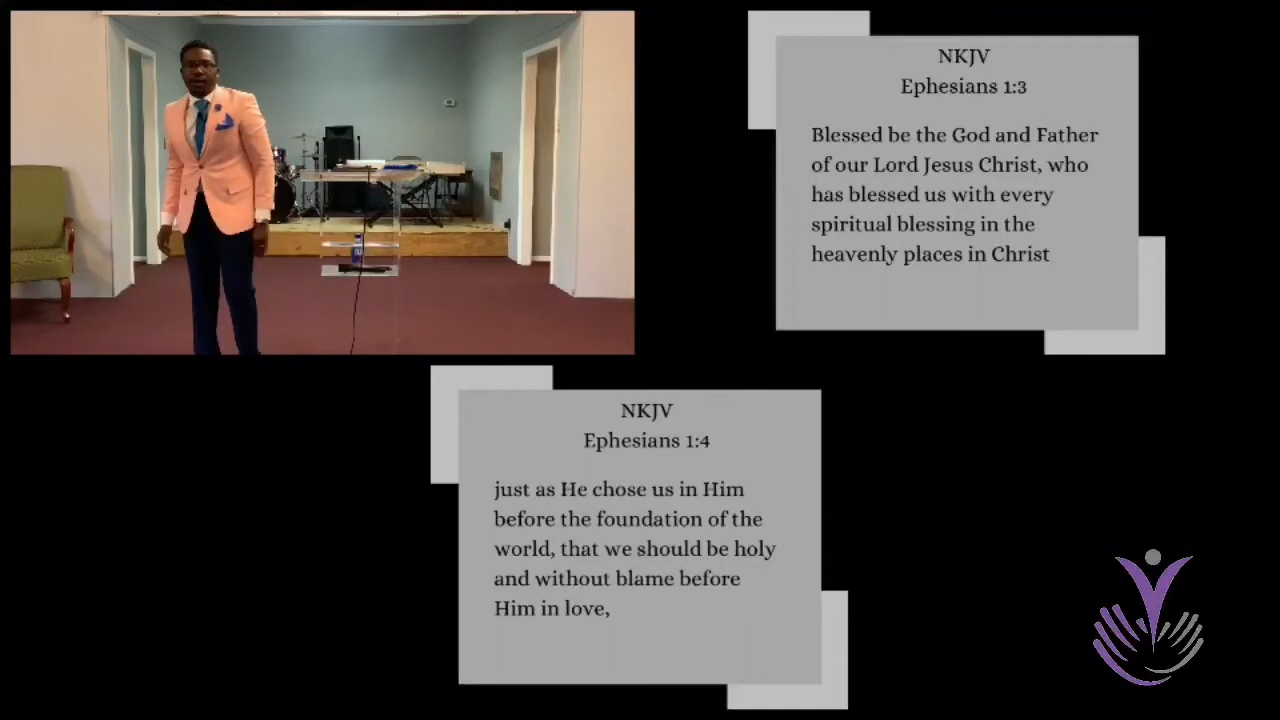 NKJV
Ephesians 1:3
Blessed be the God and Father
of our Lord Jesus Christ, who
has blessed us with every
spiritual blessing in the
heavenly places in Christ
NKJV
Ephesians 1:4
just as He chose us in Him
before the foundation of the
world, that we should be holy
and without blame before
Him in love,